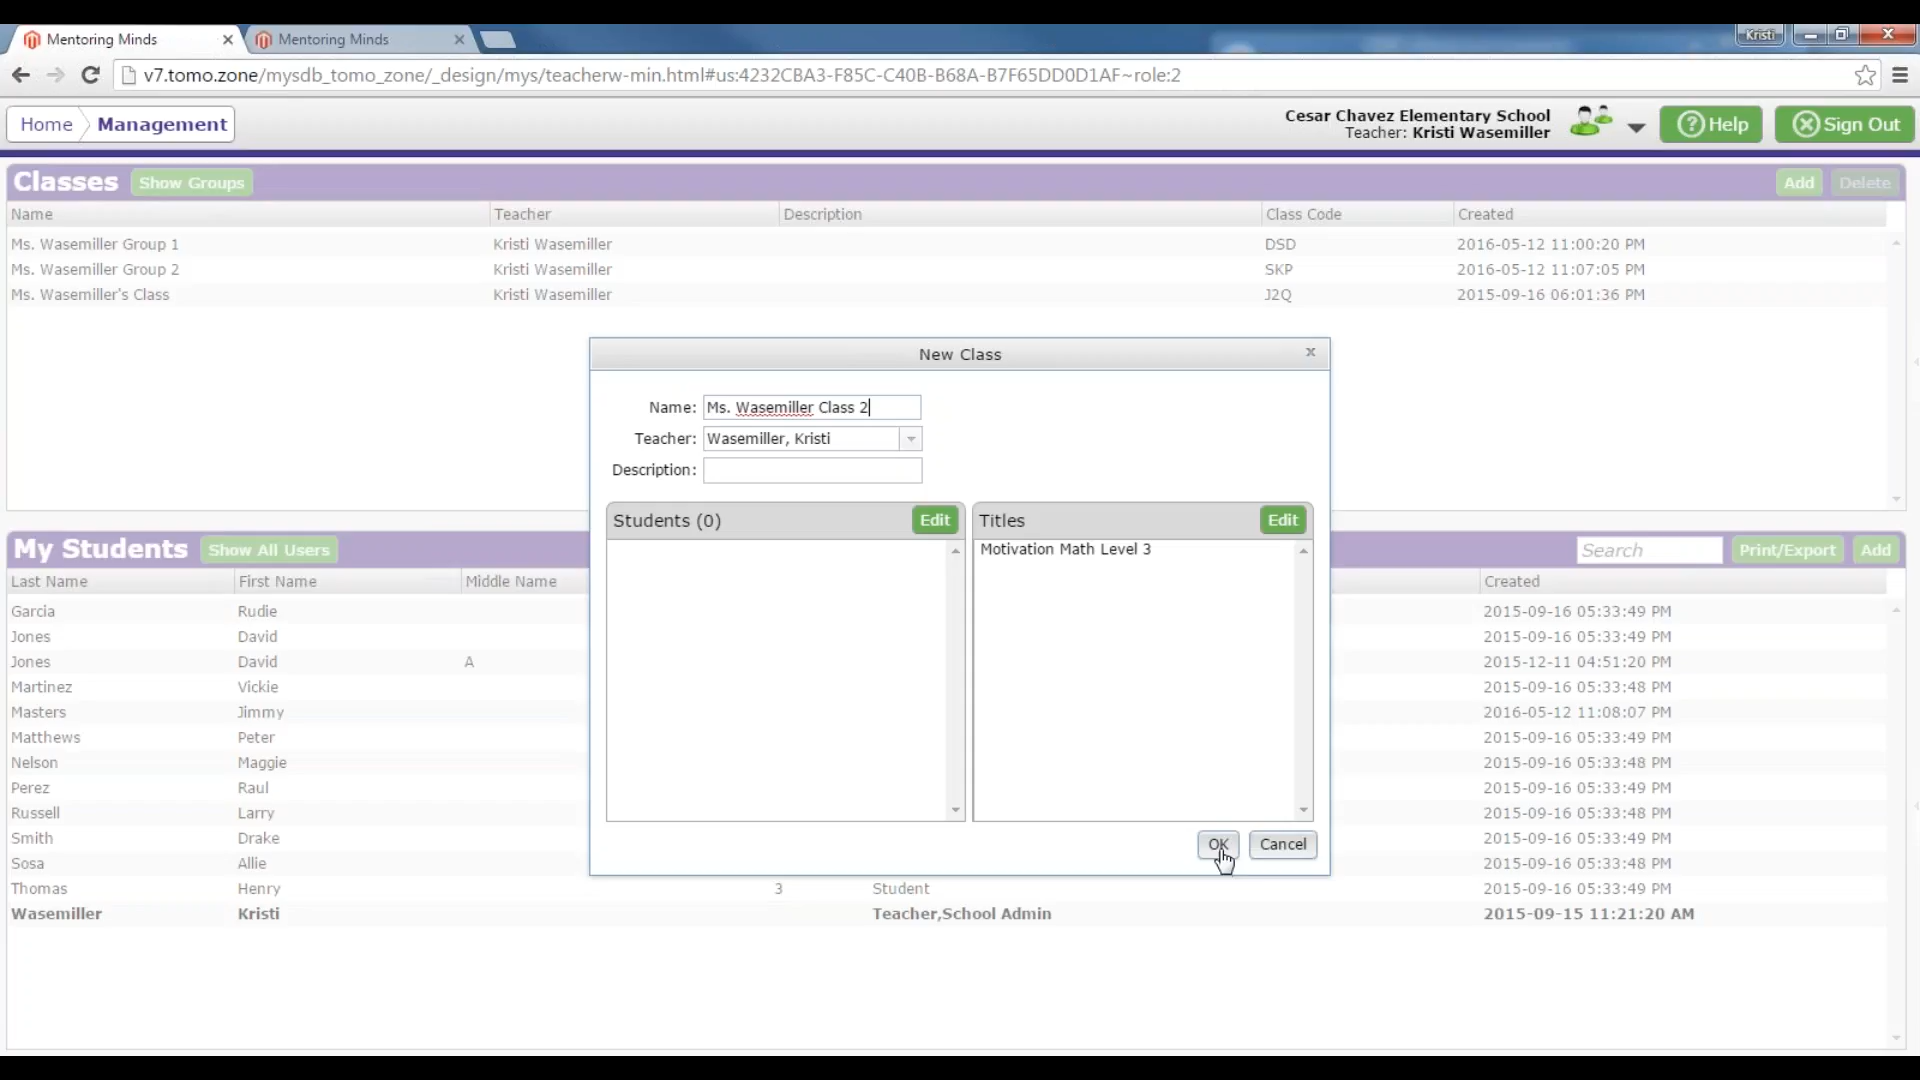 Mentoring Minds Mentoring Minds Kristi
v7.tomo.zone/mysdb_tomo_zone/_design/mys/teacherw-min.html#us:4232CBA3-F85C-C40B-B68A-B7F65DD0D1AF~role:2
Home Management
Cesar Chavez Elementary School
Teacher: Kristi Wasemiller
Help
Sign Out
Classes Show Groups Add Delete
Name Teacher Description Class Code Created
Ms. Wasemiller Group 1 Kristi Wasemiller DSD 2016-05-12 11:00:20 PM
Ms. Wasemiller Group 2 Kristi Wasemiller SKP 2016-05-12 11:07:05 PM
Ms. Wasemiller's Class Kristi Wasemiller J2Q 2015-09-16 06:01:36 PM
New Class x
Name: Ms. Wasemiller Class 2
Teacher: Wasemiller, Kristi
Description:
Students (0) Edit Titles Edit
Motivation Math Level 3
OK Cancel
My Students Show All Users Search Print/Export Add
Last Name First Name Middle Name Created
Garcia Rudie 2015-09-16 05:33:49 PM
Jones David 2015-09-16 05:33:49 PM
Jones David A 2015-12-11 04:51:20 PM
Martinez Vickie 2015-09-16 05:33:48 PM
Masters Jimmy 2016-05-12 11:08:07 PM
Matthews Peter 2015-09-16 05:33:49 PM
Nelson Maggie 2015-09-16 05:33:48 PM
Perez Raul 2015-09-16 05:33:49 PM
Russell Larry 2015-09-16 05:33:48 PM
Smith Drake 2015-09-16 05:33:49 PM
Sosa Allie 2015-09-16 05:33:48 PM
Thomas Henry 3 Student 2015-09-16 05:33:49 PM
Wasemiller Kristi Teacher,School Admin 2015-09-15 11:21:20 AM